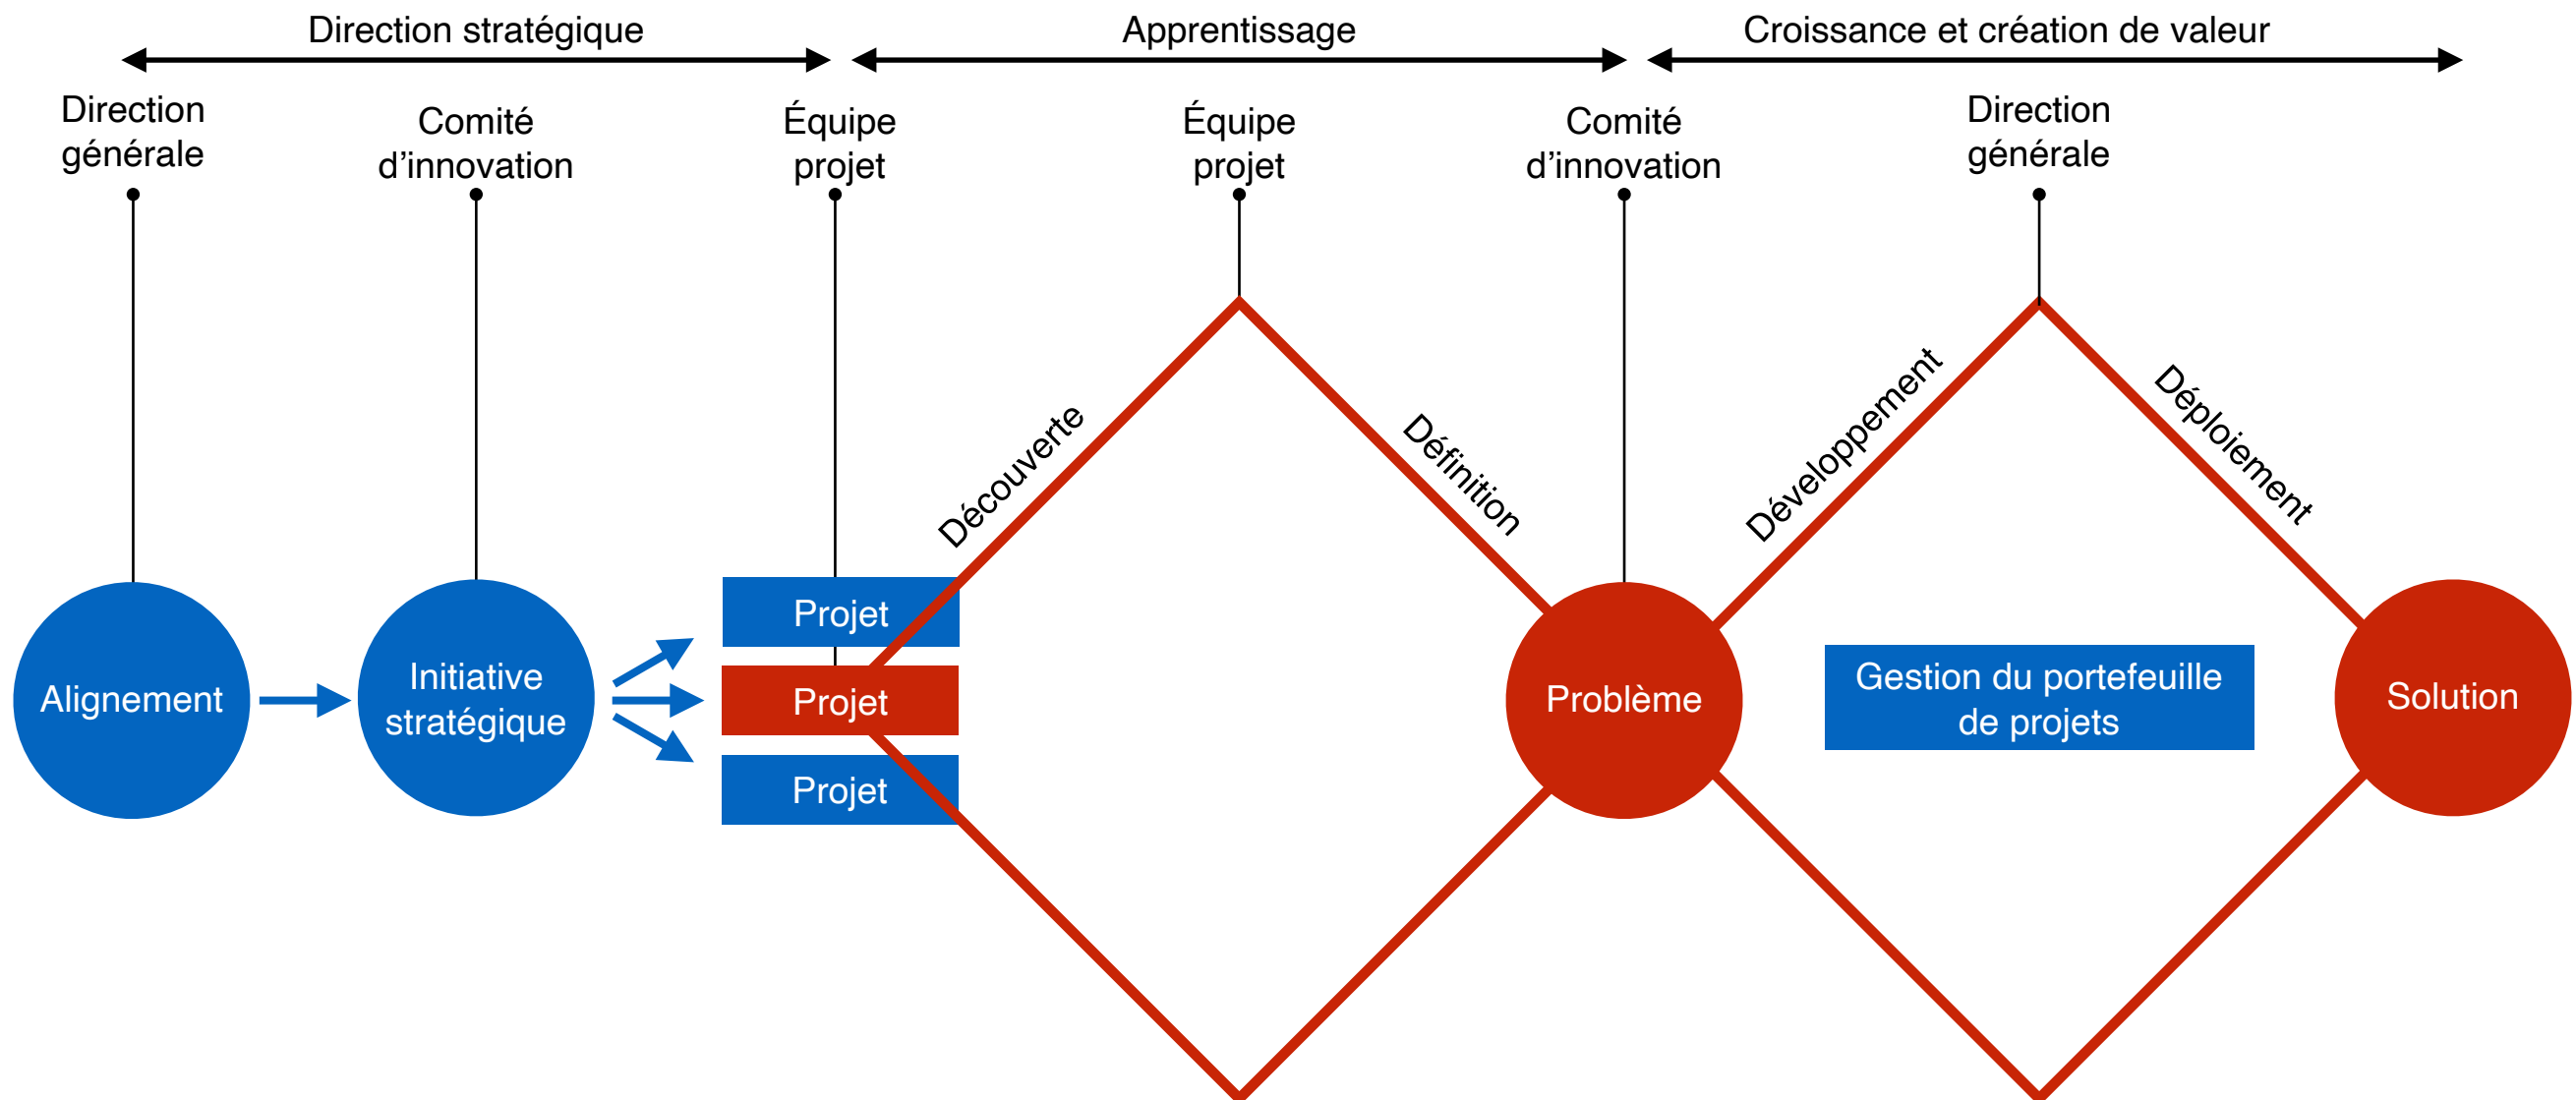 Direction stratégique
Apprentissage
Croissance et création de valeur
Direction
générale
Comité
d’innovation
Équipe
projet
Équipe
projet
Comité
d’innovation
Direction
générale
Découverte
Définition
Développement
Déploiement
Alignement
Initiative
stratégique
Projet
Projet
Projet
Problème
Gestion du portefeuille
de projets
Solution